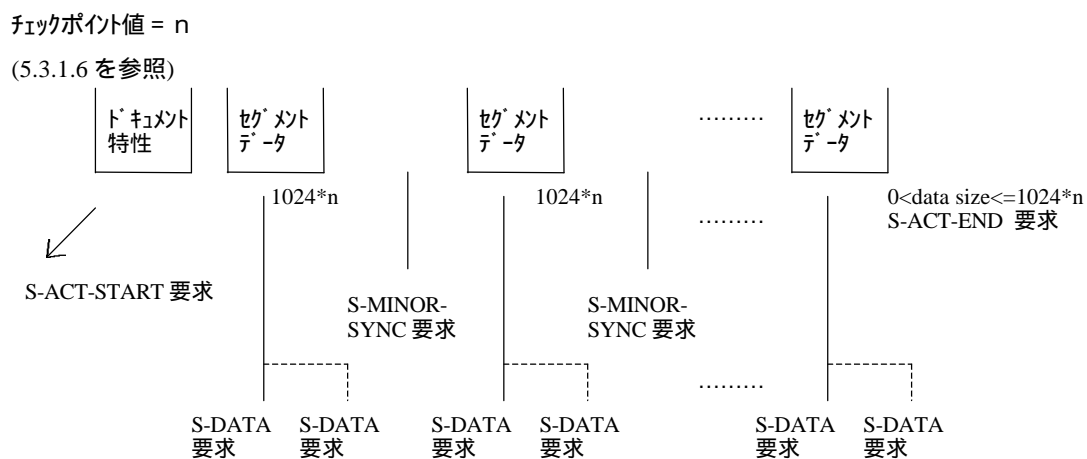 ﾁｪｯｸﾎﾟｲﾝﾄ値 = n
(5.3.1.6 を参照)
ﾄﾞｷｭﾒﾝﾄ
特性
ｾｸﾞﾒﾝﾄ
ﾃﾞｰﾀ
ｾｸﾞﾒﾝﾄ
ﾃﾞｰﾀ
………
ｾｸﾞﾒﾝﾄ
ﾃﾞｰﾀ
1024*n
1024*n
………
0<data size<=1024*n
S-ACT-END 要求
S-ACT-START 要求
S-MINOR-
SYNC 要求
S-MINOR-
SYNC 要求
………
S-DATA
要求
S-DATA
要求
S-DATA
要求
S-DATA
要求
S-DATA
要求
S-DATA
要求